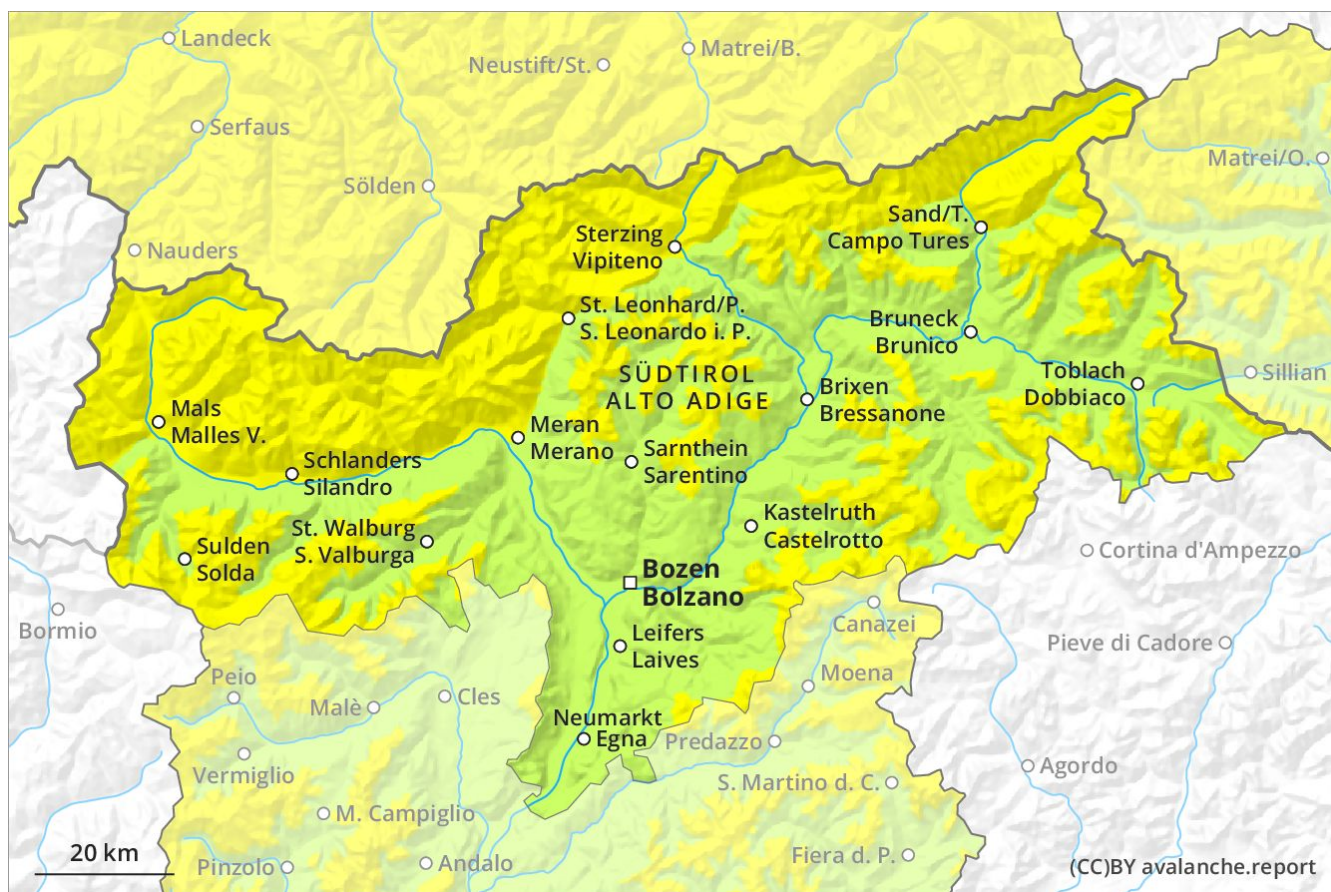 Landeck
Matrei/B.
Neustift/St.
Serfaus
Matrei/O.
Sölden
Sand/T.
Campo Tures
Sterzing
Vipiteno
Nauders
St. Leonhard/P.
S. Leonardo i. P.
Bruneck
Brunico
SÜDTIROL
ALTO ADIGE
Toblach
Dobbiaco
Sillian
Brixen
Bressanone
Mals
Malles V.
Meran
Merano
Sarnthein
Sarentino
Schlanders
Silandro
Kastelruth
Castelrotto
St. Walburg
S. Valburga
Sulden
Solda
Cortina d'Ampezzo
Bozen
Bolzano
Bormio
Canazei
Leifers
Laives
Pieve di Cadore
Peio
Moena
Malè
Cles
Neumarkt
Egna
Predazzo
Vermiglio
Agordo
S. Martino d. C.
M. Campiglio
20 km
Pinzolo
Andalo
Fiera d. P.
(CC)BY avalanche.report